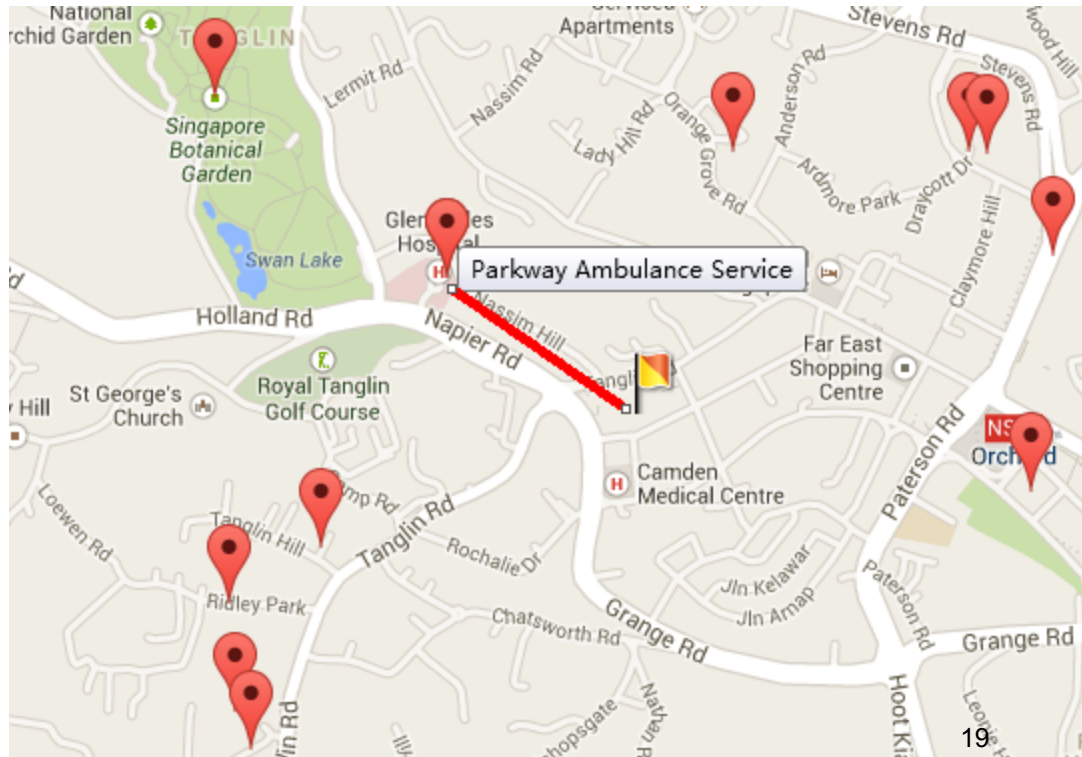 National
rchid Garden
Stevens Rd
Apartments
Lermit Rd
Nassim Rd
Lady Hill Rd
Orange Grove Rd
Anderson Rd
Ardmore Park
Draycott Dr
Stevens Rd
Claymore Hill
Singapore
Botanical
Garden
Swan Lake
Parkway Ambulance Service
Nassim Hill
Holland Rd
Napier Rd
Far East
Shopping
Centre
Royal Tanglin
Golf Course
St George's
Church
Hill
Paterson Rd
Camden
Medical Centre
Loewen Rd
Tanglin Hill
Tanglin Rd
Rochalie Dr
Ridley Park
Jln Kelawar
Jln Arnap
Paterson Rd
Chatsworth Rd
Grange Rd
Grange Rd
19